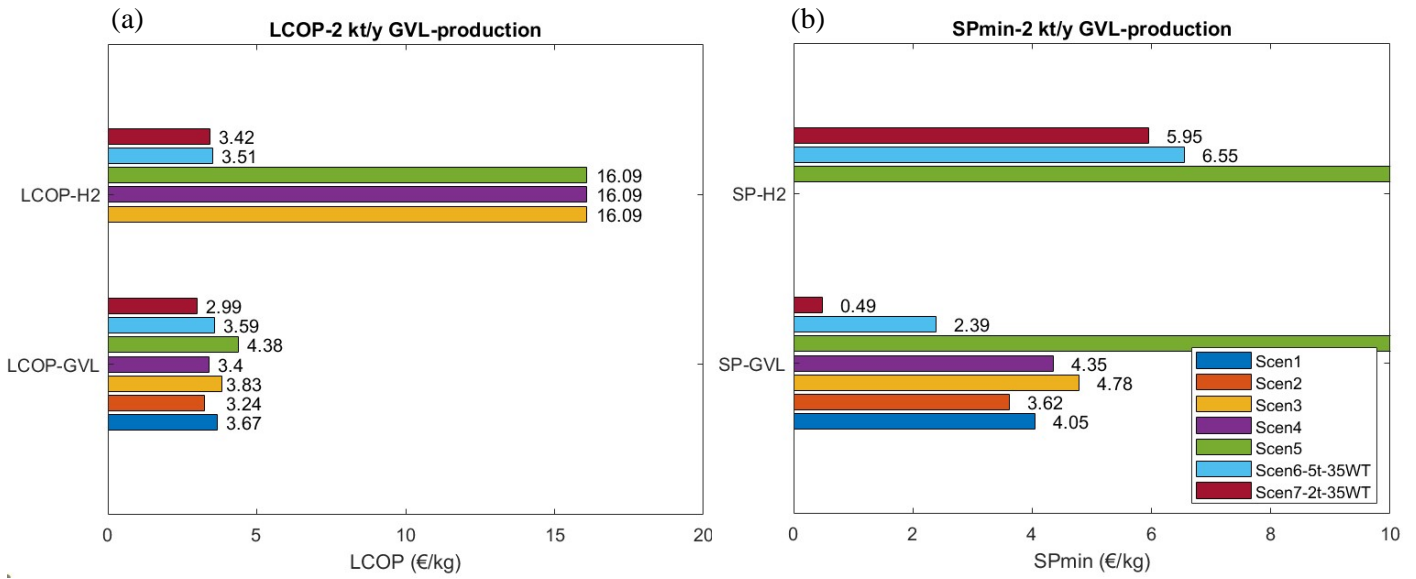 (a)
LCOP-2 kt/y GVL-production
3.42
3.51
16.09
LCOP-H2
16.09
16.09
2.99
3.59
4.38
LCOP-GVL
3.4
3.83
3.24
3.67
0
5
10
15
20
LCOP (€/kg)
(b)
SPmin-2 kt/y GVL-production
5.95
6.55
SP-H2
0.49
2.39
SP-GVL
4.35
4.78
3.62
4.05
Scen1
Scen2
Scen3
Scen4
Scen5
Scen6-5t-35WT
Scen7-2t-35WT
0
2
4
6
8
10
SPmin (€/kg)